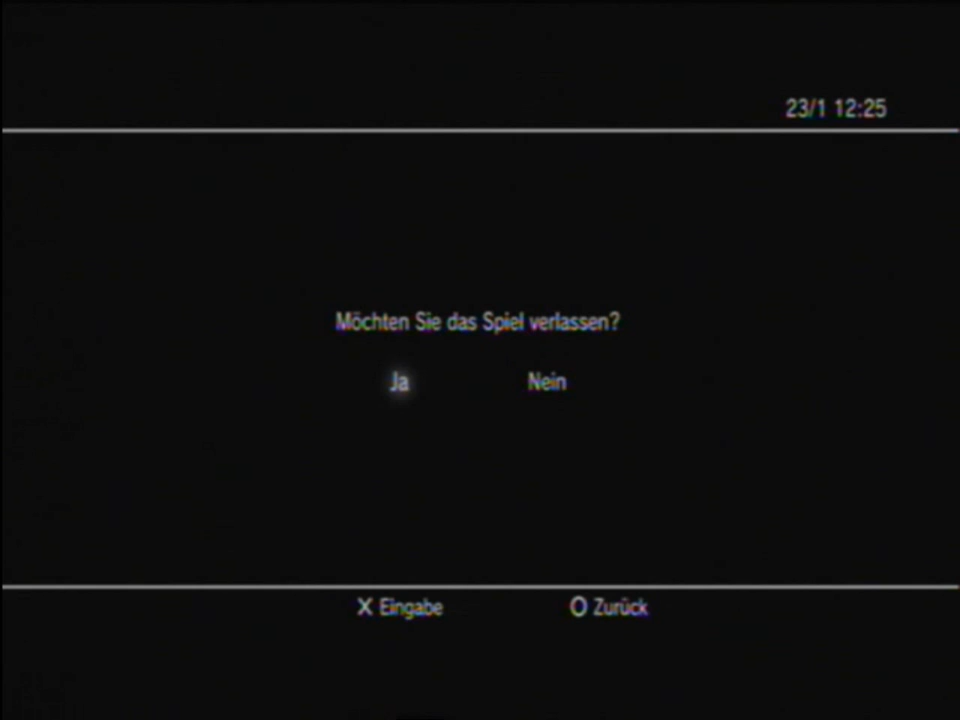 23/1 12:25
Möchten Sie das Spiel verlassen?
Ja Nein
X Eingabe O Zurück